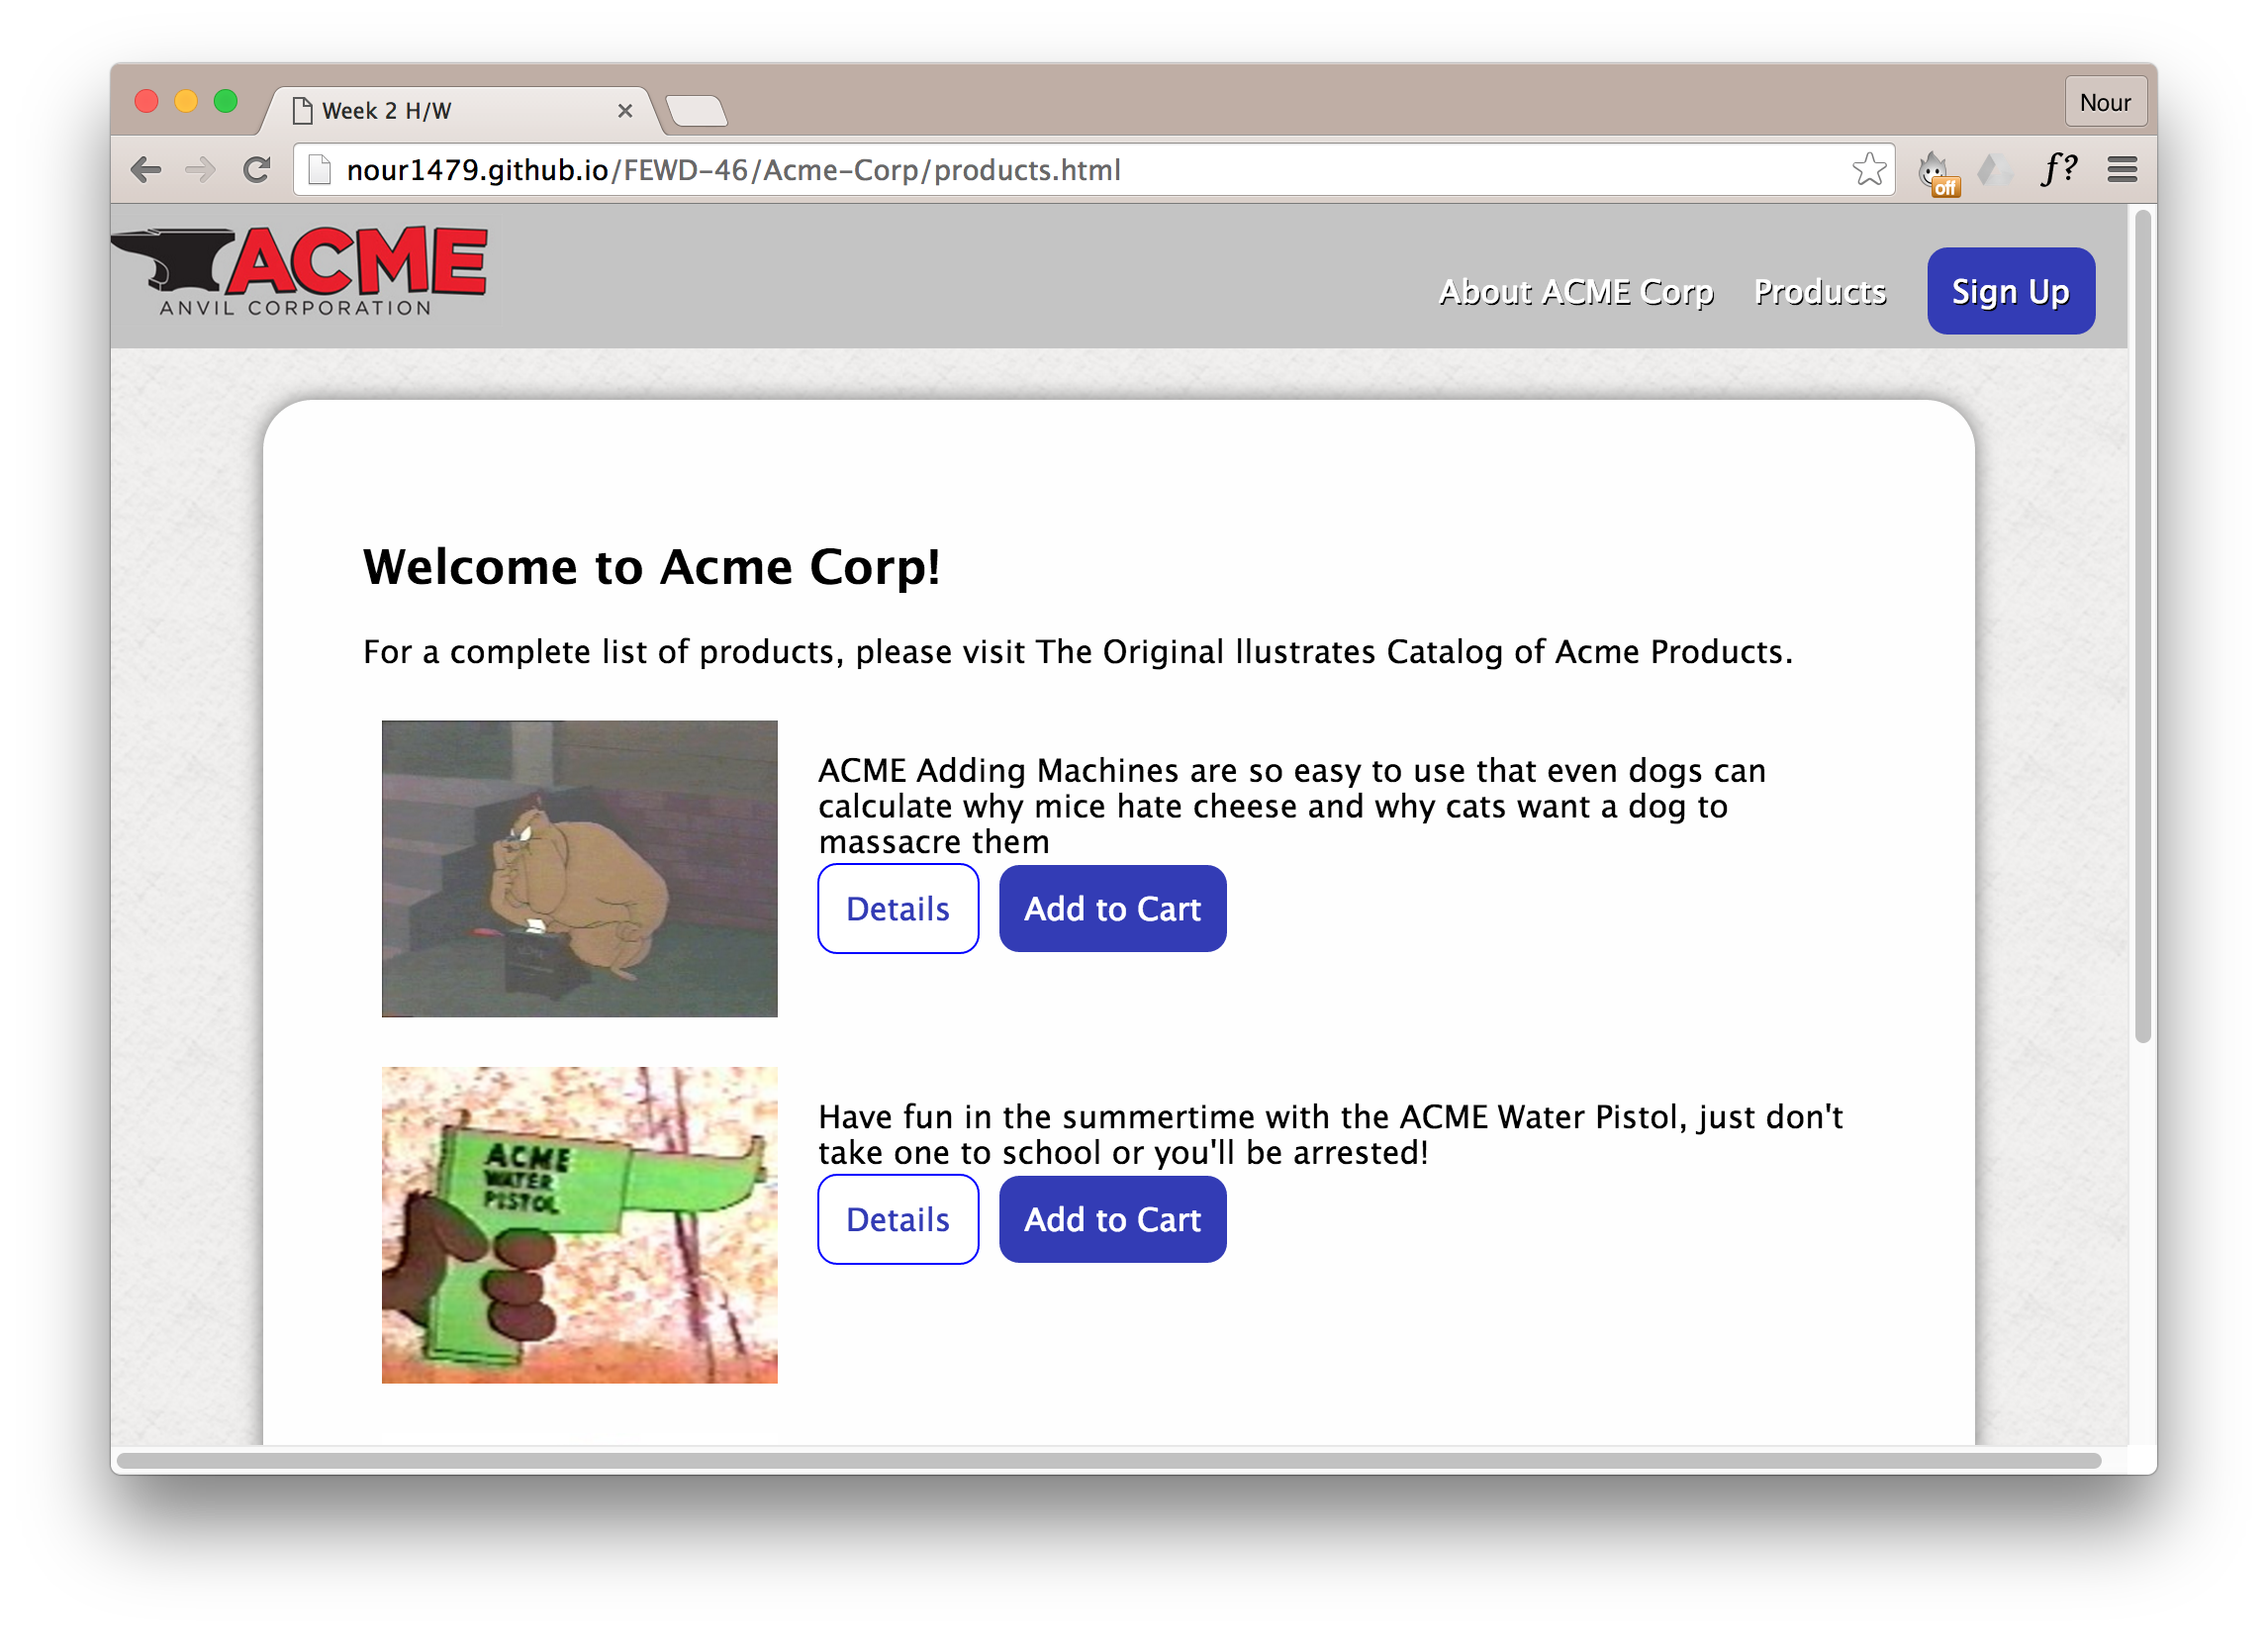 Week 2 H/W
Nour
nour1479.github.io/FEWD-46/Acme-Corp/products.html
off
f?
ACME
ANVIL CORPORATION
About ACME Corp
Products
Sign Up
Welcome to Acme Corp!
For a complete list of products, please visit The Original llustrates Catalog of Acme Products.
ACME Adding Machines are so easy to use that even dogs can
calculate why mice hate cheese and why cats want a dog to
massacre them
Details
Add to Cart
ACME
WATER
PISTOL
Have fun in the summertime with the ACME Water Pistol, just don't
take one to school or you'll be arrested!
Details
Add to Cart